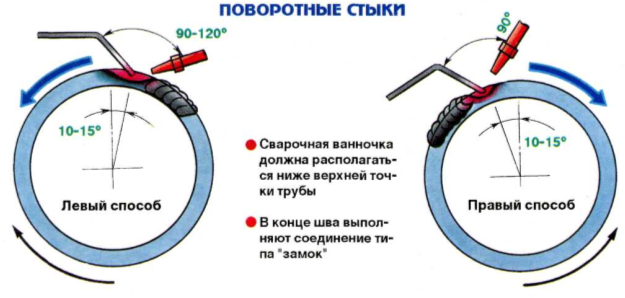 ПОВОРОТНЫЕ СТЫКИ
90-120°
10-15°
Левый способ
Сварочная ванночка
должна располагать-
ся ниже верхней точ-
ки трубы
В конце шва выпол-
няют соединение ти-
па "замок"
90°
10-15°
Правый способ